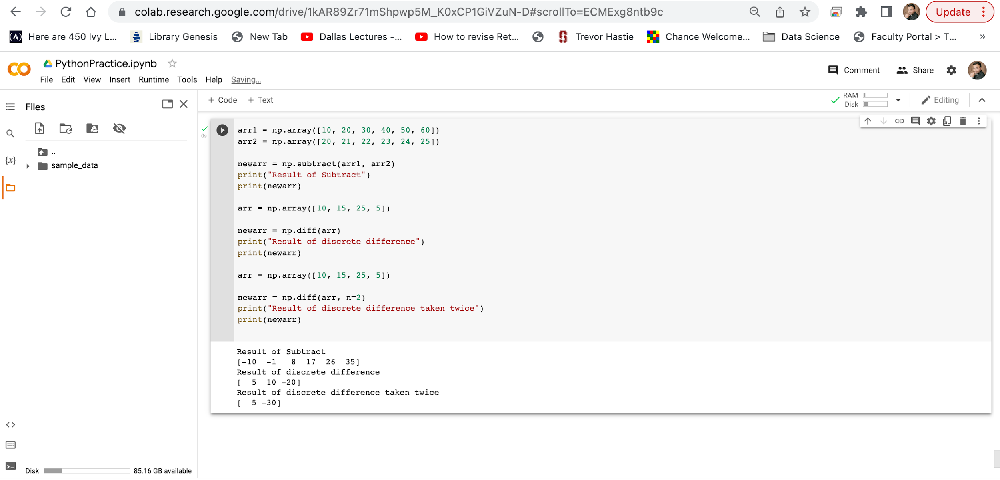 colab.research.google.com/drive/1kAR89Zr71mShpwp5M_K0xCP1GiVZuN-D#scrollTo=ECMExg8ntb9c
Update
Here are 450 Ivy L...
Library Genesis
New Tab
Dallas Lectures -...
How to revise Ret...
Trevor Hastie
Chance Welcome...
Data Science
Faculty Portal > T...
»
PythonPractice.ipynb
File Edit View Insert Runtime Tools Help Saving...
Comment
Share
Files
+ Code + Text
RAM
Disk
Editing
..
sample_data
{x}
0s
arr1 = np.array([10, 20, 30, 40, 50, 60])
arr2 = np.array([20, 21, 22, 23, 24, 25])
newarr = np.subtract(arr1, arr2)
print("Result of Subtract")
print(newarr)
arr = np.array([10, 15, 25, 5])
newarr = np.diff(arr)
print("Result of discrete difference")
print(newarr)
arr = np.array([10, 15, 25, 5])
newarr = np.diff(arr, n=2)
print("Result of discrete difference taken twice")
print(newarr)
Result of Subtract
[-10  -1   8  17  26  35]
Result of discrete difference
[  5  10 -20]
Result of discrete difference taken twice
[  5 -30]
Disk 85.16 GB available